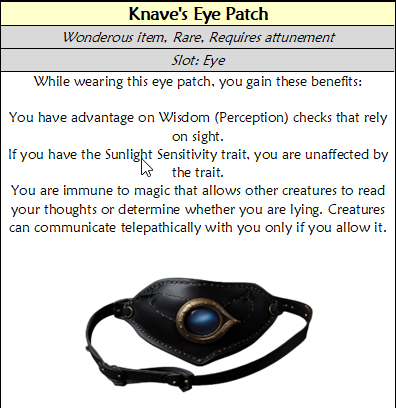 Knave's Eye Patch
Wonderous item, Rare, Requires attunement
Slot: Eye
While wearing this eye patch, you gain these benefits:
You have advantage on Wisdom (Perception) checks that rely
on sight.
If you have the Sunlight Sensitivity trait, you are unaffected by
the trait.
You are immune to magic that allows other creatures to read
your thoughts or determine whether you are lying. Creatures
can communicate telepathically with you only if you allow it.